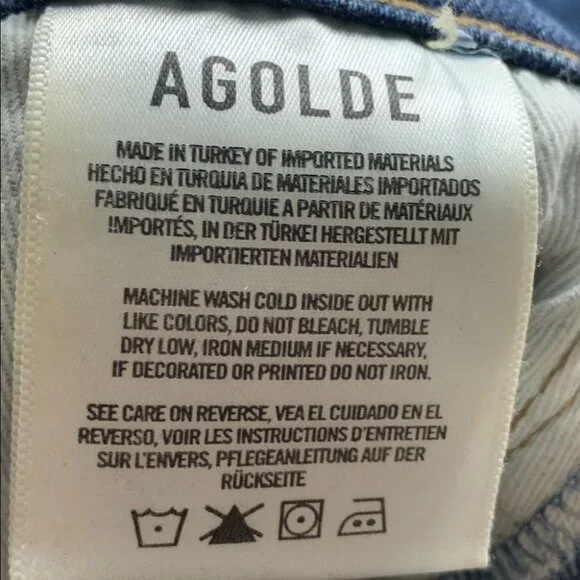 AGOLDE
MADE IN TURKEY OF IMPORTED MATERIALS
HECHO EN TURQUIA DE MATERIALES IMPORTADOS
FABRIQUÉ EN TURQUIE A PARTIR DE MATÉRIAUX
IMPORTÉS, IN DER TÜRKEI HERGESTELLT MIT
IMPORTIERTEN MATERIALIEN
MACHINE WASH COLD INSIDE OUT WITH
LIKE COLORS, DO NOT BLEACH, TUMBLE
DRY LOW, IRON MEDIUM IF NECESSARY,
IF DECORATED OR PRINTED DO NOT IRON.
SEE CARE ON REVERSE, VEA EL CUIDADO EN EL
REVERSO, VOIR LES INSTRUCTIONS D'ENTRETIEN
SUR L'ENVERS, PFLEGEANLEITUNG AUF DER
RÜCKSEITE